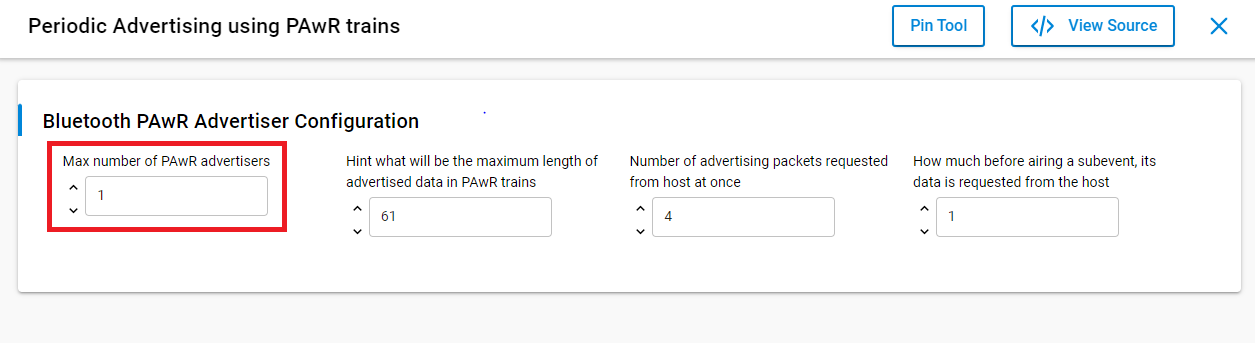 Periodic Advertising using PAwR trains
Pin Tool
</> View Source
Bluetooth PAwR Advertiser Configuration
Max number of PAwR advertisers
1
Hint what will be the maximum length of
advertised data in PAwR trains
61
Number of advertising packets requested
from host at once
4
How much before airing a subevent, its
data is requested from the host
1